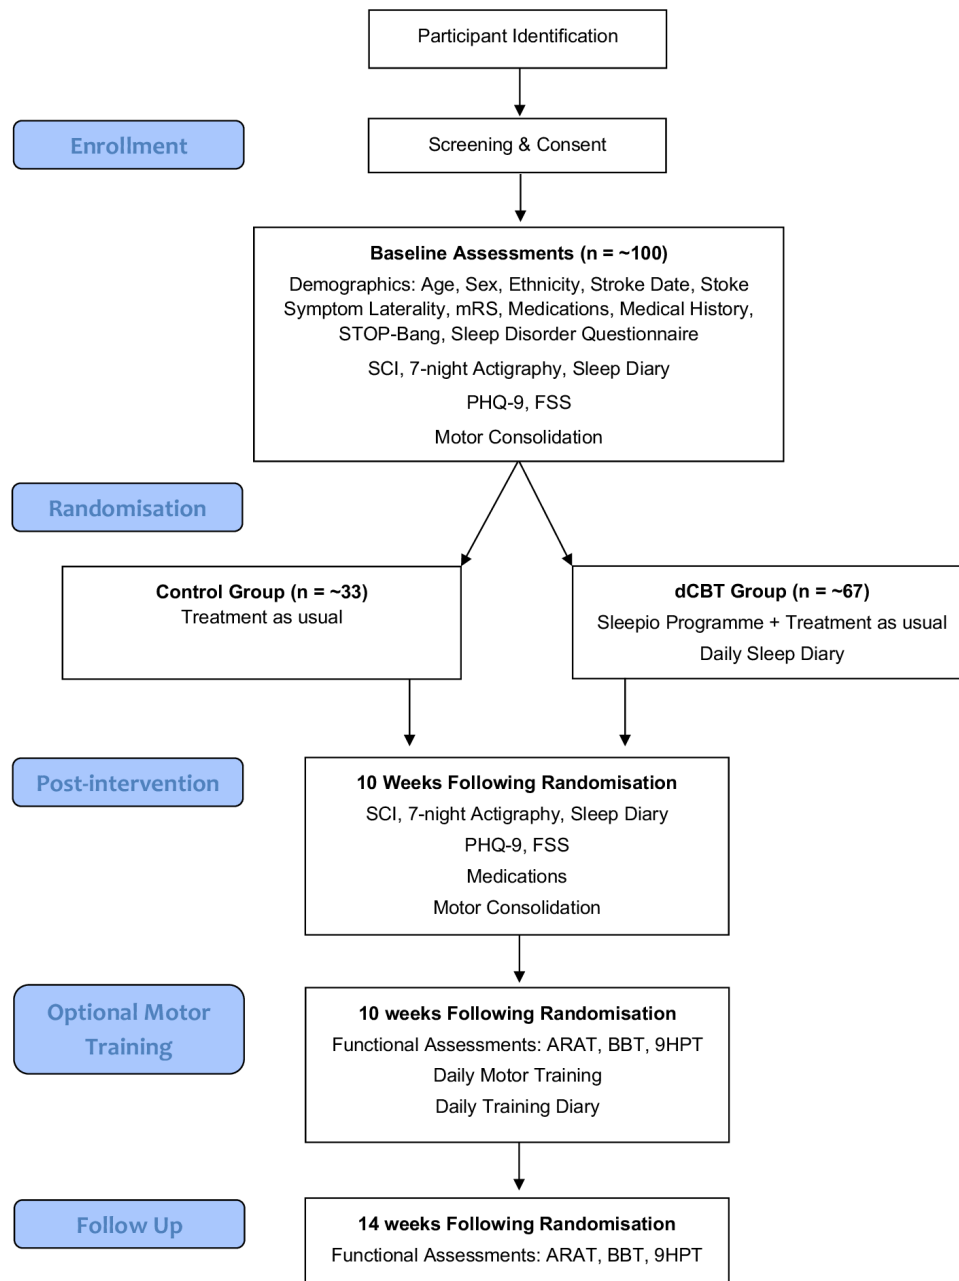 Participant Identification
Enrollment
Screening & Consent
Baseline Assessments (n = ~100)
Demographics: Age, Sex, Ethnicity, Stroke Date, Stoke
Symptom Laterality, mRS, Medications, Medical History,
STOP-Bang, Sleep Disorder Questionnaire
SCI, 7-night Actigraphy, Sleep Diary
PHQ-9, FSS
Motor Consolidation
Randomisation
Control Group (n = ~33)
Treatment as usual
dCBT Group (n = ~67)
Sleepio Programme + Treatment as usual
Daily Sleep Diary
Post-intervention
10 Weeks Following Randomisation
SCI, 7-night Actigraphy, Sleep Diary
PHQ-9, FSS
Medications
Motor Consolidation
Optional Motor
Training
10 weeks Following Randomisation
Functional Assessments: ARAT, BBT, 9HPT
Daily Motor Training
Daily Training Diary
Follow Up
14 weeks Following Randomisation
Functional Assessments: ARAT, BBT, 9HPT